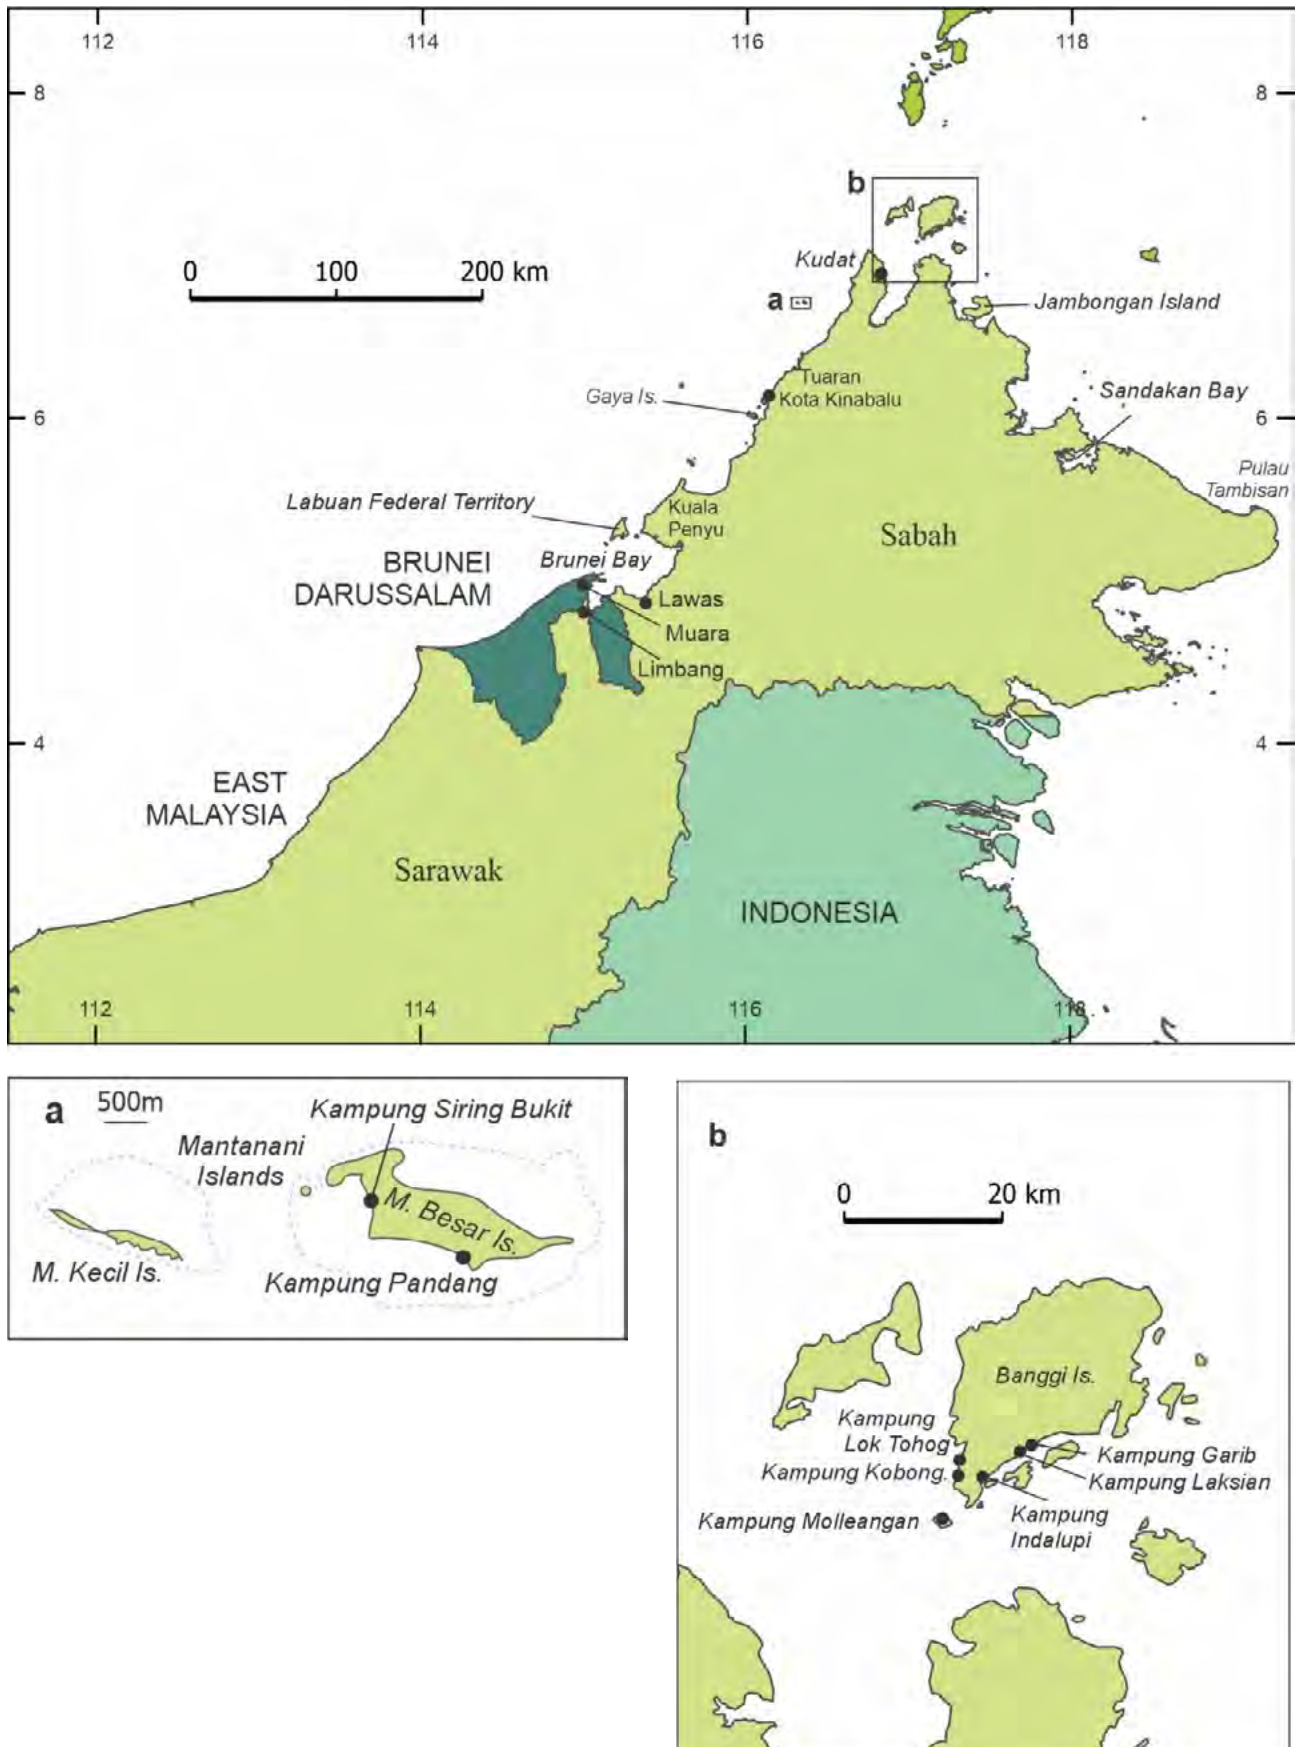 112
114
116
118
8
8
b
0
100
200 km
Kudat
a
Jambongan Island
Tuaran
Gaya Is.
Kota Kinabalu
Sandakan Bay
6
6
Pulau
Tambisan
Labuan Federal Territory
Kuala
Penyu
Sabah
BRUNEI
DARUSSALAM
Brunei Bay
Lawas
Muara
Limbang
4
4
EAST
MALAYSIA
Sarawak
INDONESIA
112
114
116
118
a
500m
Kampung Siring Bukit
Mantanani
Islands
M. Besar Is.
M. Kecil Is.
Kampung Pandang
b
0
20 km
Banggi Is.
Kampung
Lok Tohog
Kampung Kobong.
Kampung Garib
Kampung Laksian
Kampung Molleangan
Kampung
Indalupi